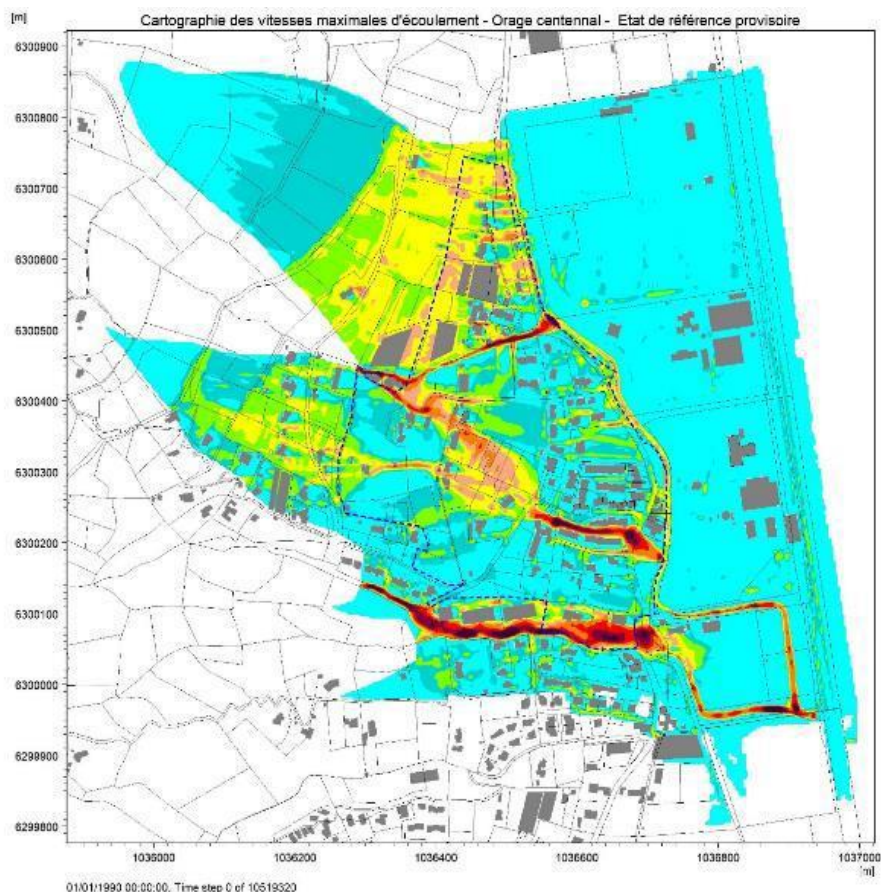 Cartographie des vitesses maximales d'écoulement - Orage centennal - Etat de référence provisoire
[m]
6300900
6300800
6300700
6300600
6300500
6300400
6300300
6300200
6300100
6300000
6299900
6299800
1036000 1036200 1036400 1036600 1036800 1037000
[m]
01/01/1990 00:00:00, Time step 0 of 10519320